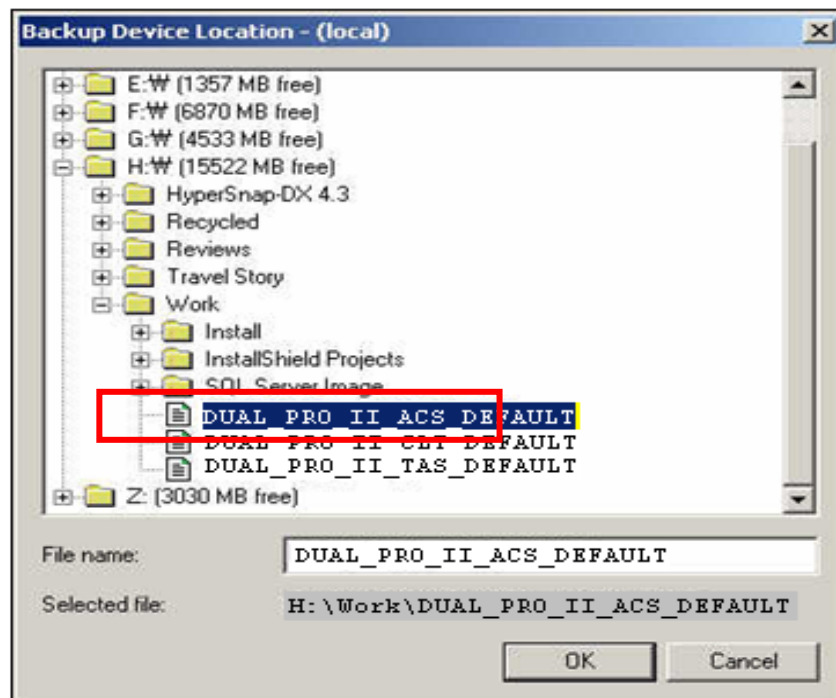 Backup Device Location - (local)
E:₩ (1357 MB free)
F:₩ (6870 MB free)
G:₩ (4533 MB free)
H:₩ (15522 MB free)
HyperSnap-DX 4.3
Recycled
Reviews
Travel Story
Work
Install
InstallShield Projects
SQL Server Image
DUAL_PRO_II_ACS_DEFAULT
DUAL_PRO_II_CLT_DEFAULT
DUAL_PRO_II_TAS_DEFAULT
Z: (3030 MB free)
File name: DUAL_PRO_II_ACS_DEFAULT
Selected file: H:\Work\DUAL_PRO_II_ACS_DEFAULT
OK Cancel